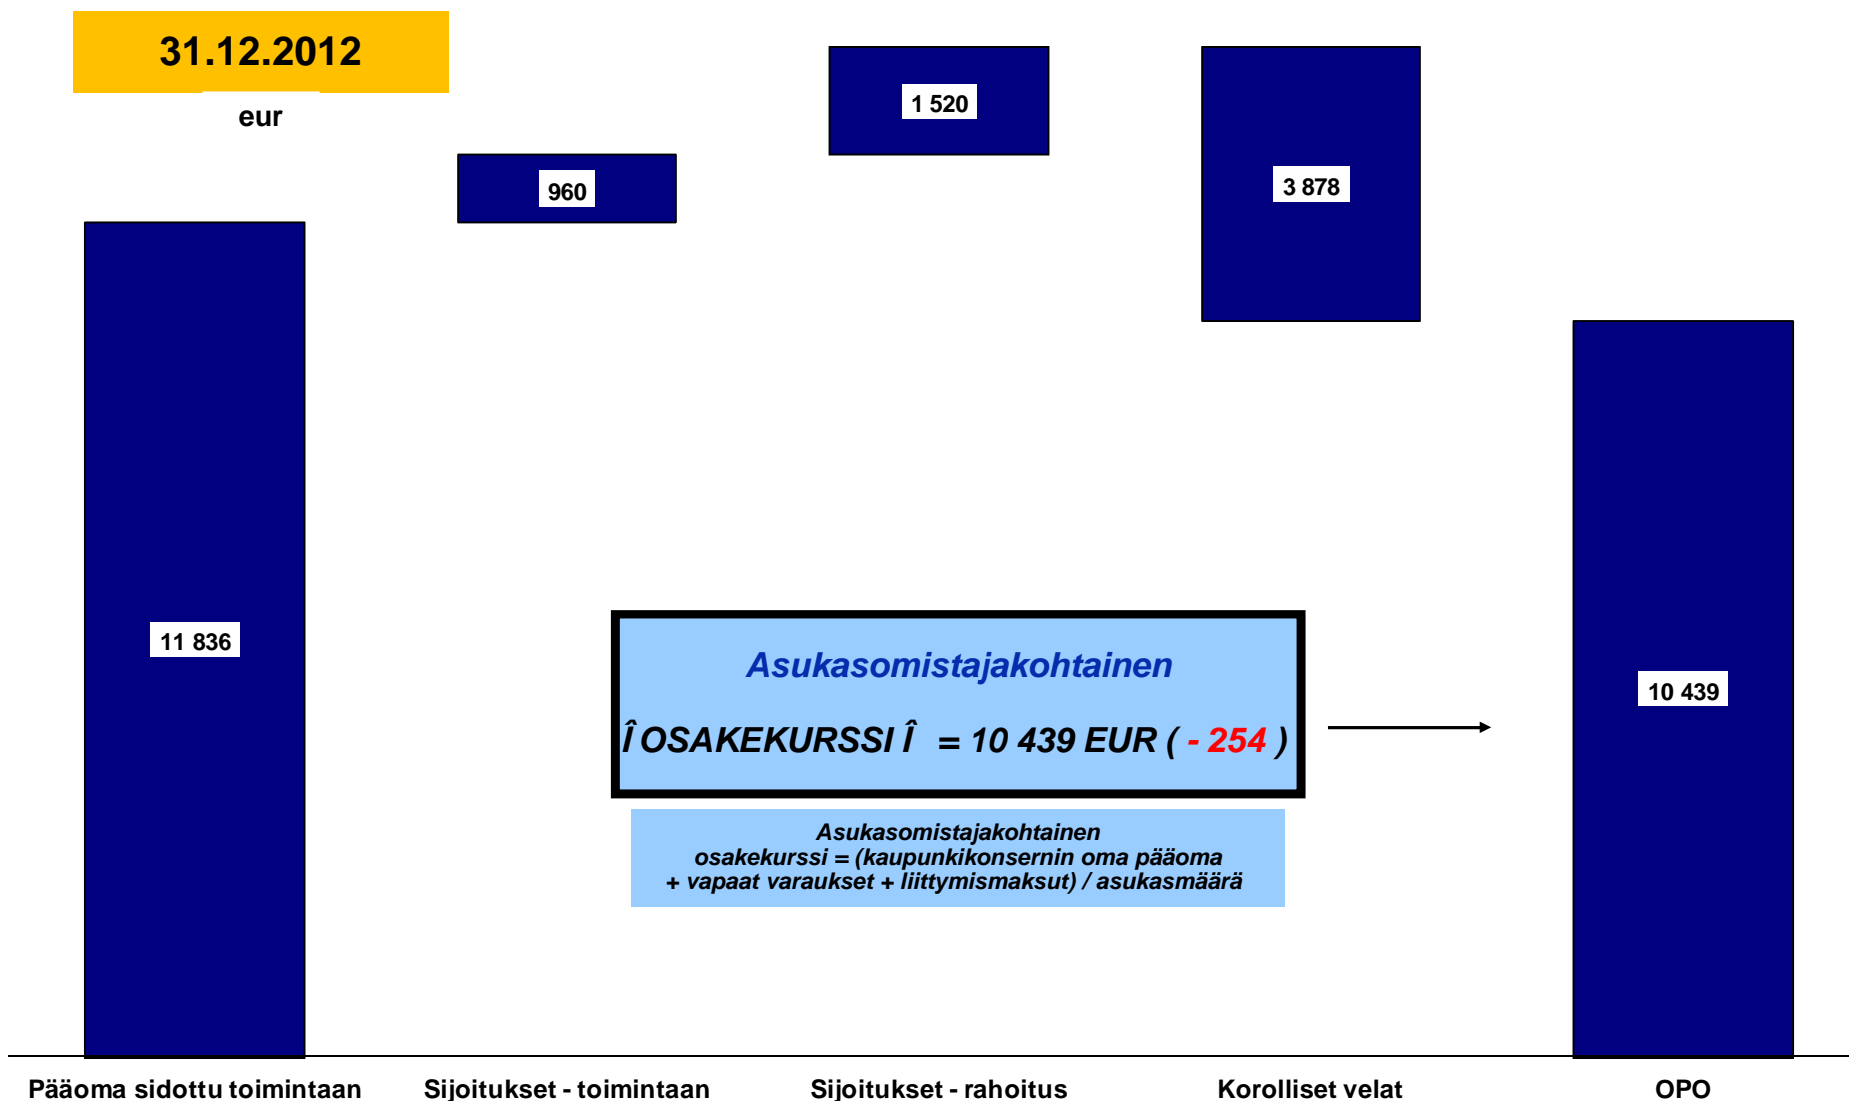 31.12.2012
eur
1 520
960
3 878
11 836
10 439
Asukasomistajakohtainen
Î OSAKEKURSSI Î = 10 439 EUR ( - 254 )
Asukasomistajakohtainen
osakekurssi = (kaupunkikonsernin oma pääoma
+ vapaat varaukset + liittymismaksut) / asukasmäärä
Pääoma sidottu toimintaan
Sijoitukset - toimintaan
Sijoitukset - rahoitus
Korolliset velat
OPO